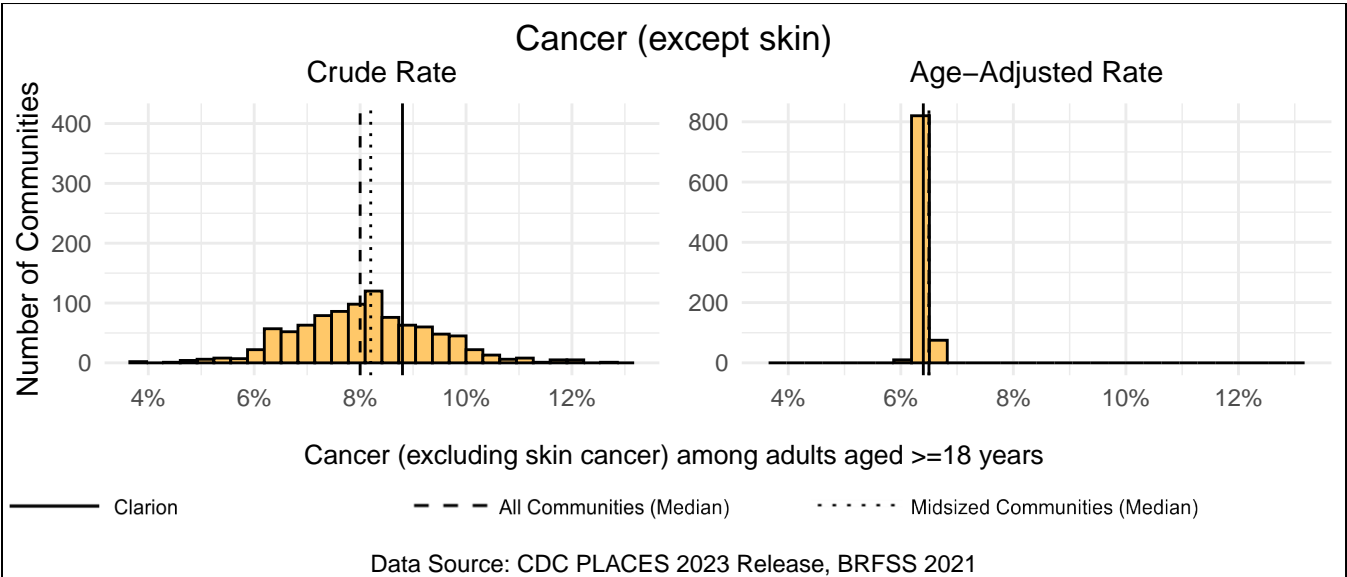 Cancer (except skin)
Crude Rate
Age−Adjusted Rate
Number of Communities
400
300
200
100
0
4%
6%
8%
10%
12%
800
600
400
200
0
4%
6%
8%
10%
12%
Cancer (excluding skin cancer) among adults aged >=18 years
Clarion
All Communities (Median)
Midsized Communities (Median)
Data Source: CDC PLACES 2023 Release, BRFSS 2021